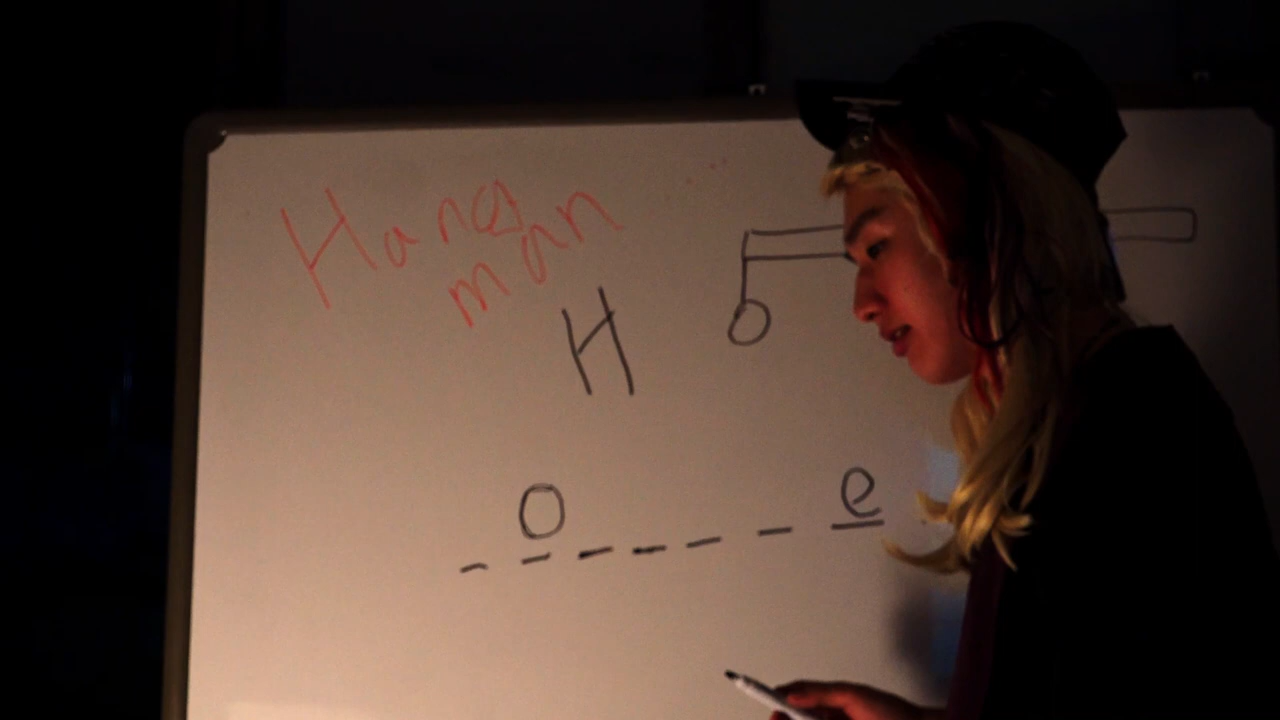 Hang
man
H
_ O _ _ _ _ e